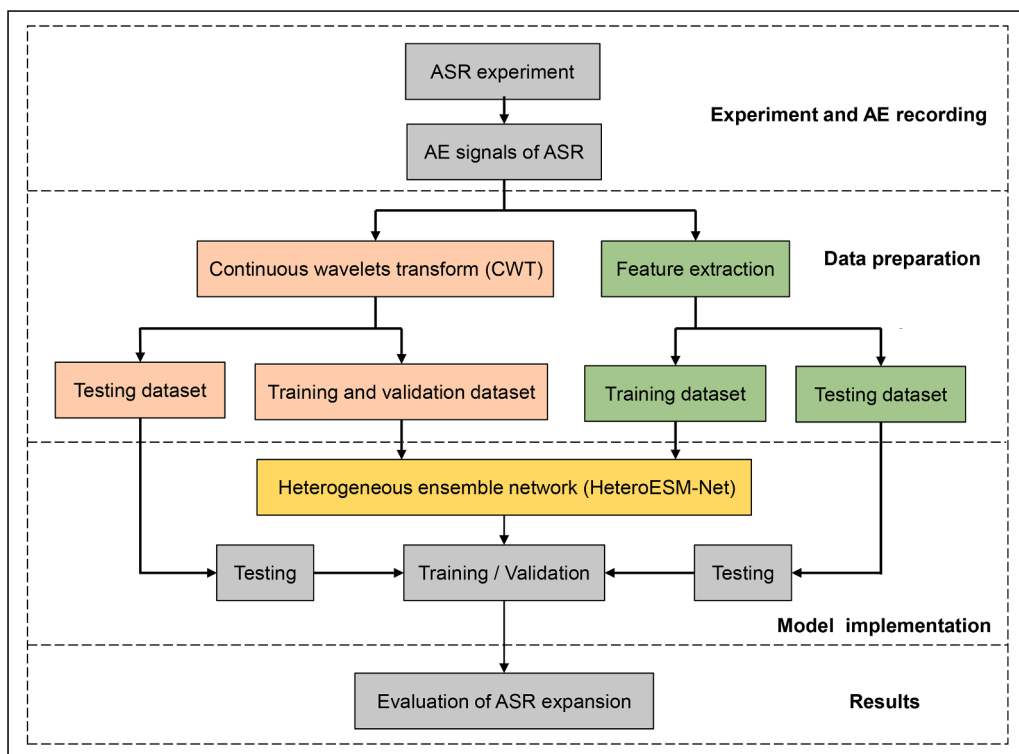 ASR experiment
Experiment and AE recording
AE signals of ASR
Continuous wavelets transform (CWT)
Feature extraction
Data preparation
Testing dataset
Training and validation dataset
Training dataset
Testing dataset
Heterogeneous ensemble network (HeteroESM-Net)
Testing
Training / Validation
Testing
Model implementation
Evaluation of ASR expansion
Results